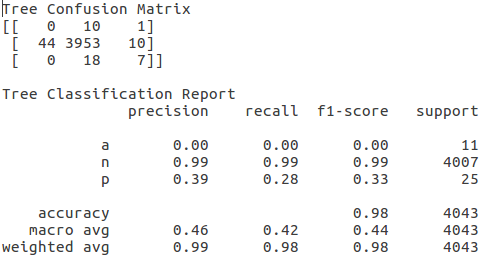 Tree Confusion Matrix
[[ 0 10 1]
[ 44 3953 10]
[ 0 18 7]]
Tree Classification Report
precision recall f1-score support
a 0.00 0.00 0.00 11
n 0.99 0.99 0.99 4007
p 0.39 0.28 0.33 25
accuracy 0.98 4043
macro avg 0.46 0.42 0.44 4043
weighted avg 0.99 0.98 0.98 4043